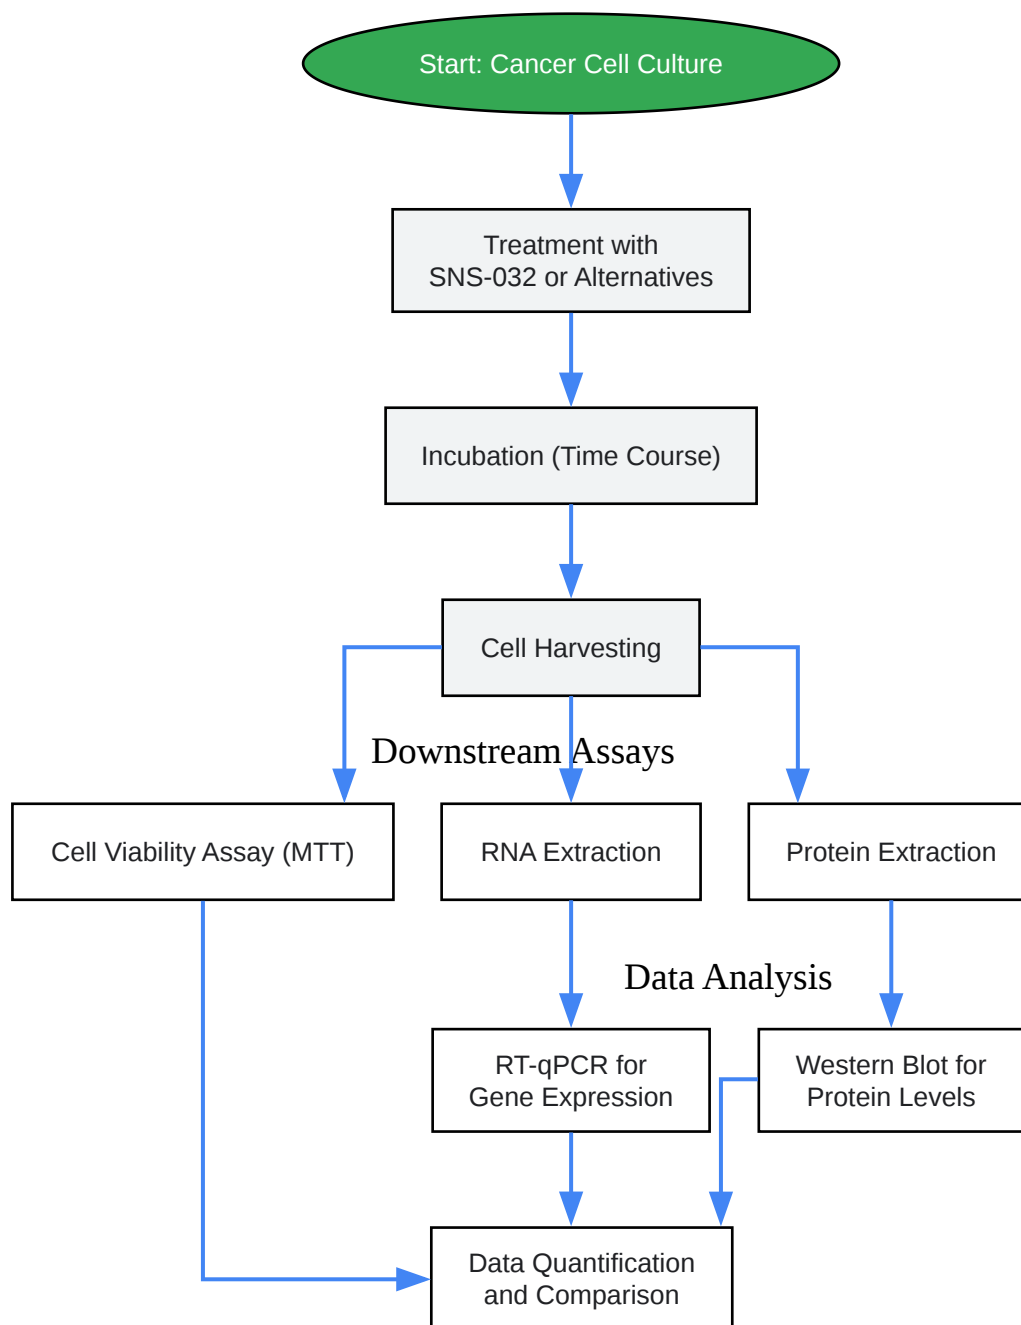 Start: Cancer Cell Culture
Treatment with
SNS-032 or Alternatives
Incubation (Time Course)
Cell Harvesting
Downstream Assays
Cell Viability Assay (MTT)
RNA Extraction
Protein Extraction
Data Analysis
RT-qPCR for
Gene Expression
Western Blot for
Protein Levels
Data Quantification
and Comparison